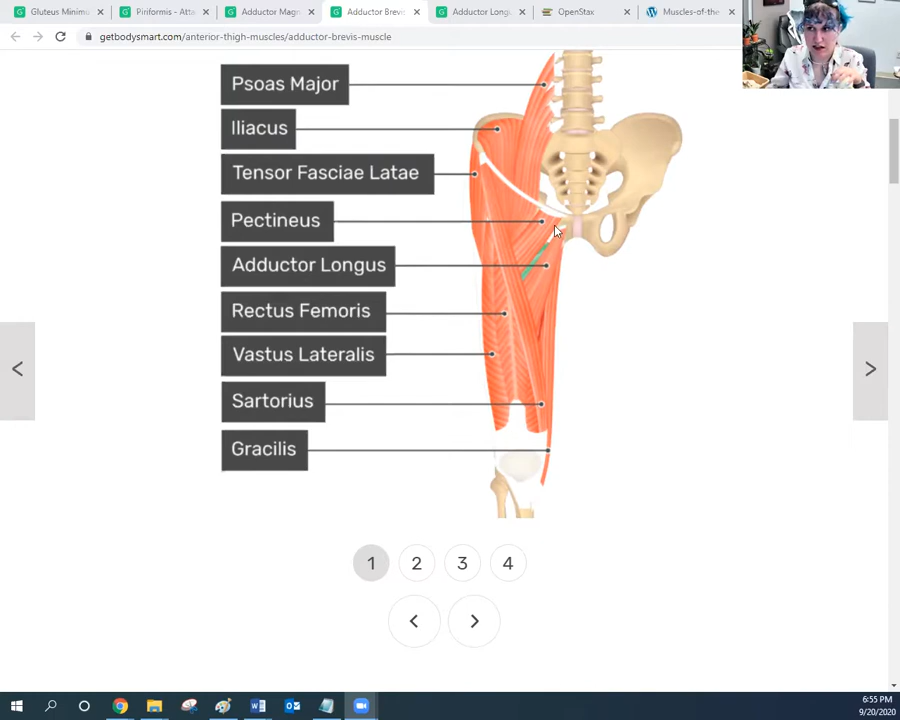 Gluteus Minimu
Piriformis - Atta
Adductor Magn
Adductor Brevis
Adductor Long
OpenStax
Muscles-of-the
getbodysmart.com/anterior-thigh-muscles/adductor-brevis-muscle
Psoas Major
Iliacus
Tensor Fasciae Latae
Pectineus
Adductor Longus
Rectus Femoris
Vastus Lateralis
Sartorius
Gracilis
1 2 3 4
6:55 PM
9/20/2020